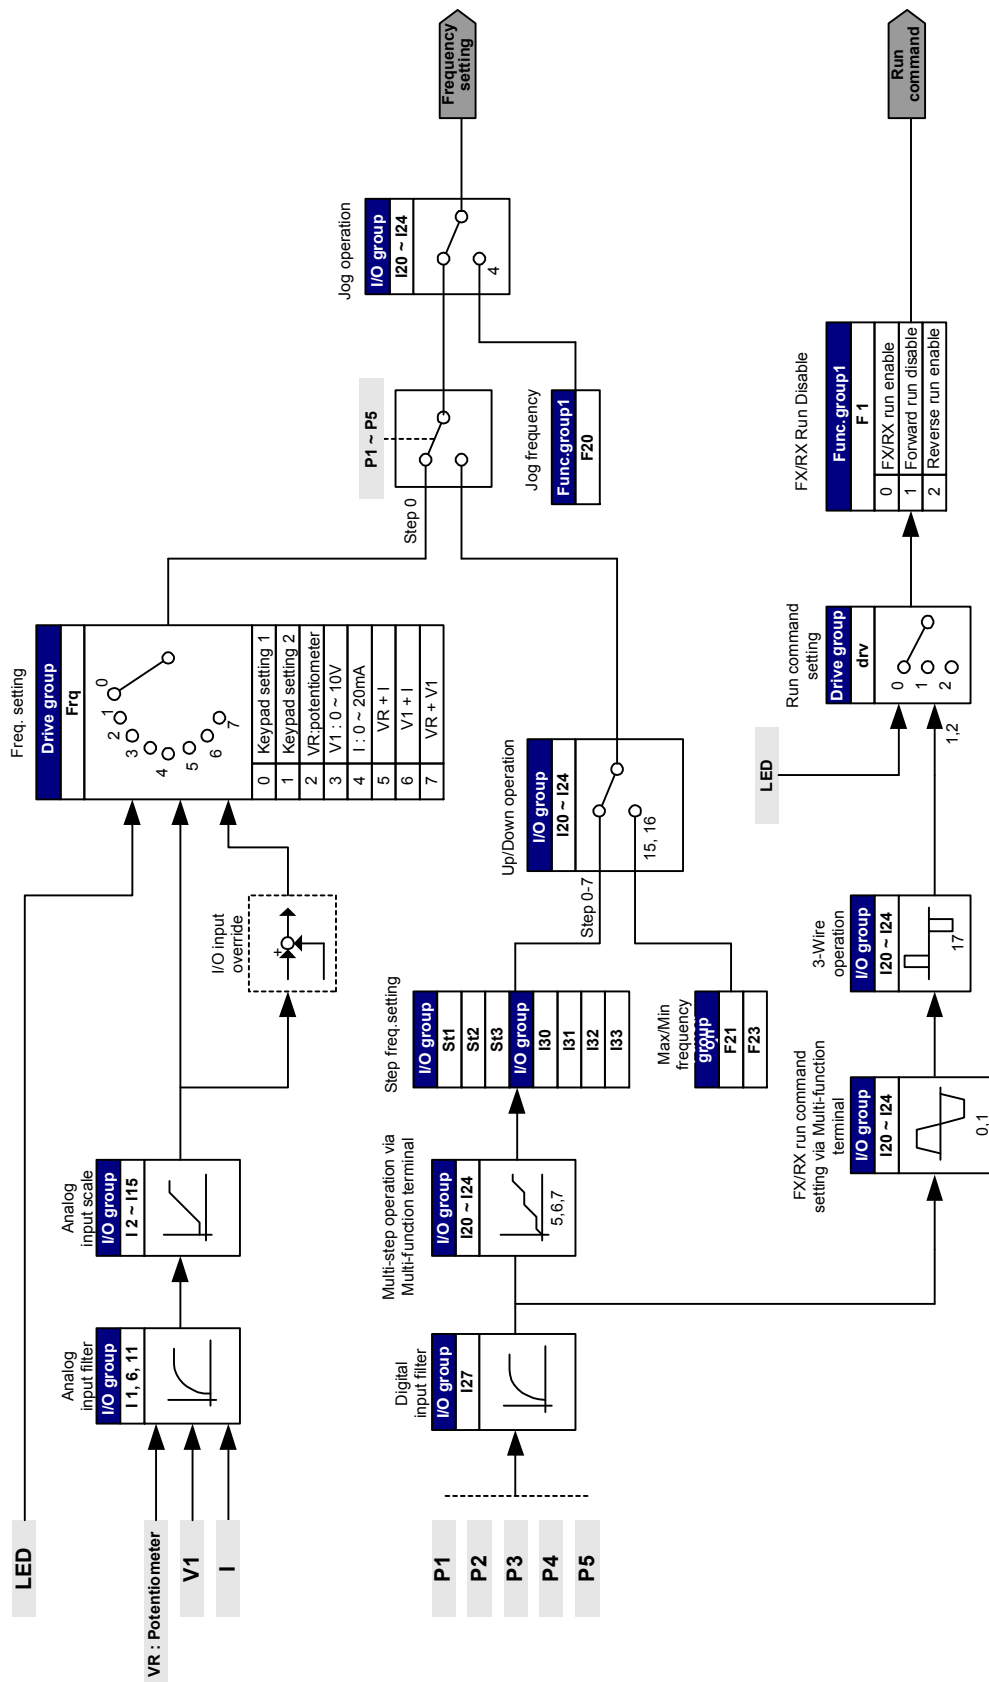 LED
VR : Potentiometer
V1
I
Analog
input filter
I/O group
I 1, 6, 11
Analog
input scale
I/O group
I 2 ~ I15
I/O input
override
+
Freq. setting
Drive group
Frq
0
1
2
3
4
5
6
7
0 Keypad setting 1
1 Keypad setting 2
2 VR:potentiometer
3 V1 : 0 ~ 10V
4 I : 0 ~ 20mA
5 VR + I
6 V1 + I
7 VR + V1
P1
P2
P3
P4
P5
Digital
input filter
I/O group
I27
Multi-step operation via
Multi-function terminal
I/O group
I20 ~ I24
5,6,7
Step freq.setting
I/O group
St1
St2
St3
I/O group
I30
I31
I32
I33
Max/Min
frequency
group
F21
F23
Up/Down operation
I/O group
I20 ~ I24
Step 0-7
15, 16
Step 0
P1 ~ P5
Jog frequency
Func.group1
F20
Jog operation
I/O group
I20 ~ I24
4
Frequency
setting
FX/RX run command
setting via Multi-function
terminal
I/O group
I20 ~ I24
0,1
3-Wire
operation
I/O group
I20 ~ I24
17
LED
1,2
Run command
setting
Drive group
drv
0
1
2
FX/RX Run Disable
Func.group1
F 1
0 FX/RX run enable
1 Forward run disable
2 Reverse run enable
Run
command